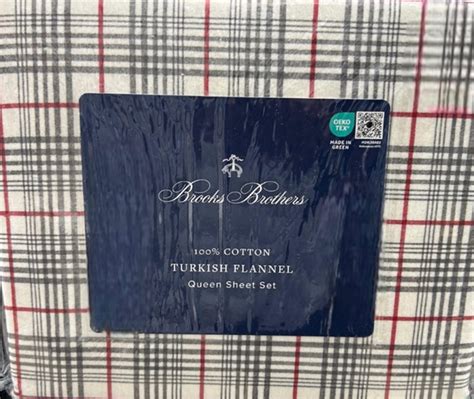 OEKO
TEX®
MADE IN
GREEN
Brooks Brothers
100% COTTON
TURKISH FLANNEL
Queen Sheet Set